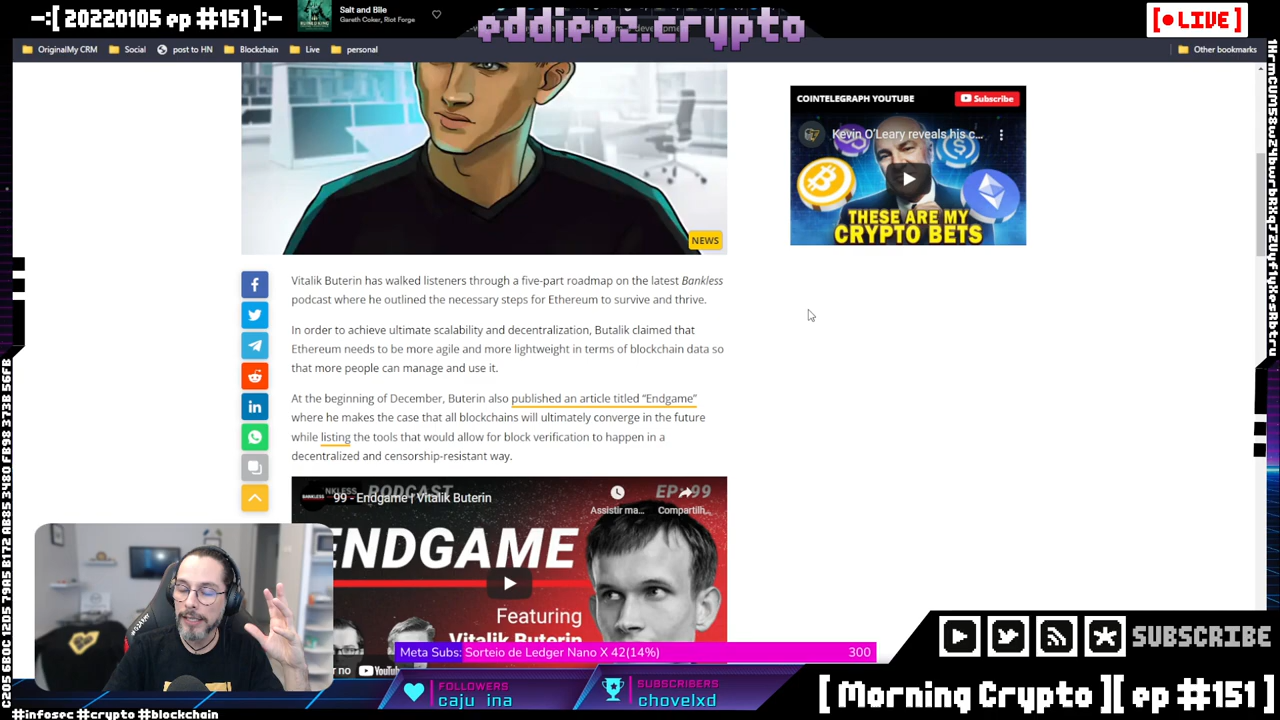 -:[ 20220105 ep #151]:-
Salt and Bile
Gareth Coker, Riot Forge
eddieoz.crypto
[ • LIVE ]
OriginalMy CRM
Social
post to HN
Blockchain
Live
personal
Other bookmarks
COINTELEGRAPH YOUTUBE
Subscribe
Kevin O'Leary reveals his c...
THESE ARE MY
CRYPTO BETS
NEWS
Vitalik Buterin has walked listeners through a five-part roadmap on the latest Bankless
podcast where he outlined the necessary steps for Ethereum to survive and thrive.
In order to achieve ultimate scalability and decentralization, Butalik claimed that
Ethereum needs to be more agile and more lightweight in terms of blockchain data so
that more people can manage and use it.
At the beginning of December, Buterin also published an article titled “Endgame”
where he makes the case that all blockchains will ultimately converge in the future
while listing the tools that would allow for block verification to happen in a
decentralized and censorship-resistant way.
PODCAST
EP:99
99 - Endgame | Vitalik Buterin
Assistir ma...
Compartilh...
ENDGAME
Featuring
Vitalik Buterin
YouTube
Meta Subs: Sorteio de Ledger Nano X 42(14%)
300
FOLLOWERS
caju_ina
SUBSCRIBERS
chovelxd
SUBSCRIBE
[ Morning Crypto ][ ep #151 ]
#infosec #crypto #blockchain